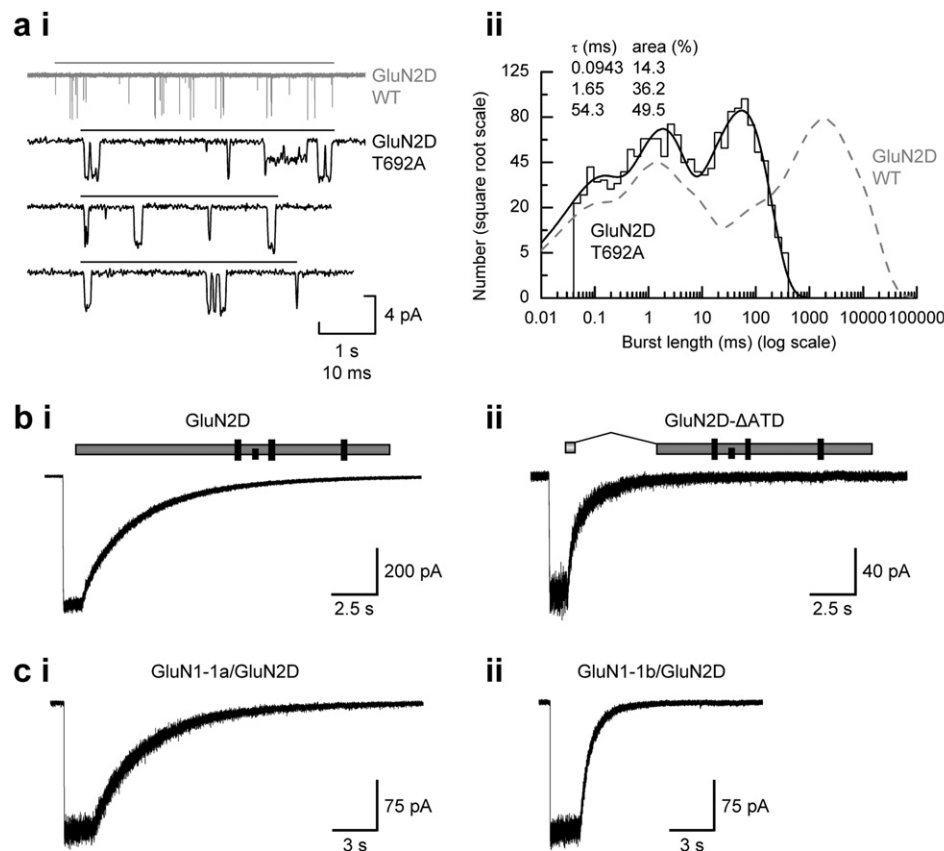 a i
GluN2D
WT
GluN2D
T692A
4 pA
1 s
10 ms
ii
τ (ms) area (%)
0.0943 14.3
1.65 36.2
54.3 49.5
125
80
45
20
5
0
Number (square root scale)
GluN2D
WT
GluN2D
T692A
0.01 0.1 1 10 100 1000 10000 100000
Burst length (ms) (log scale)
b i
GluN2D
200 pA
2.5 s
ii
GluN2D-ΔATD
40 pA
2.5 s
c i
GluN1-1a/GluN2D
75 pA
3 s
ii
GluN1-1b/GluN2D
75 pA
3 s